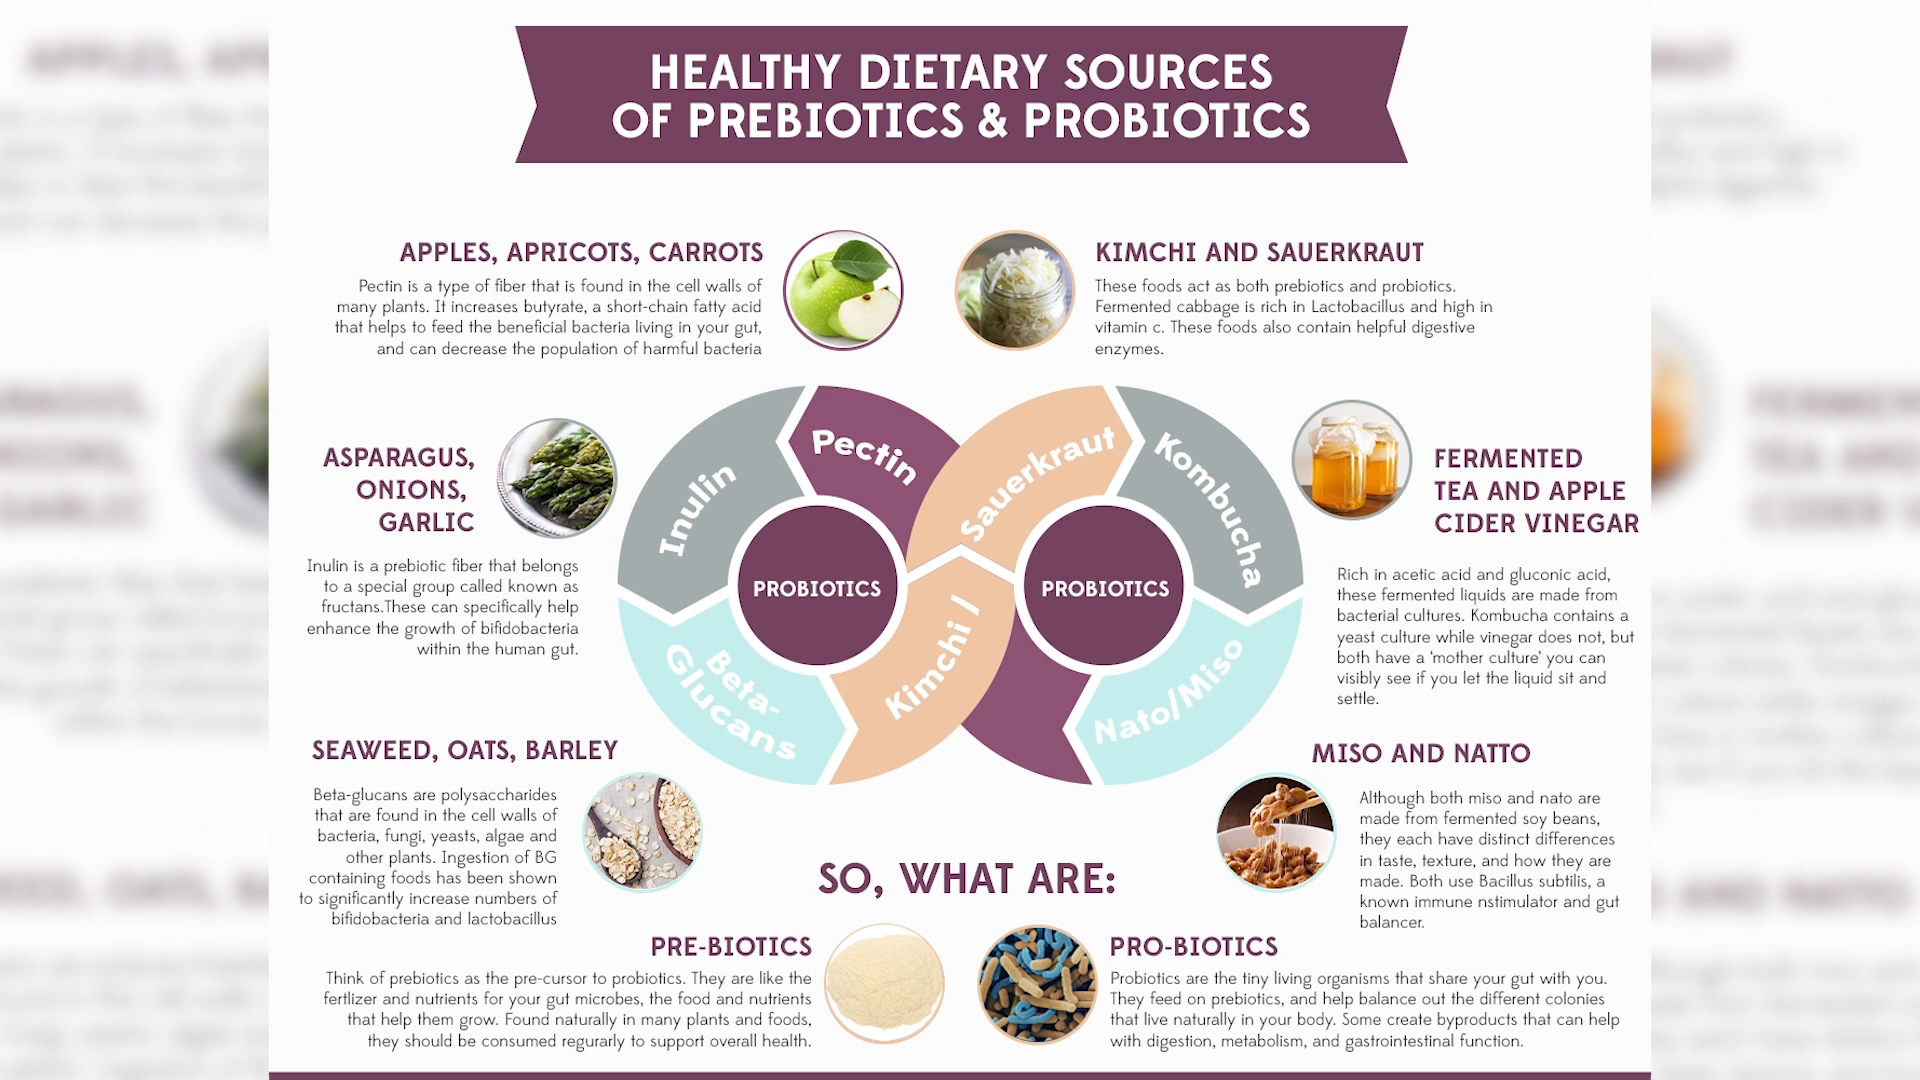 HEALTHY DIETARY SOURCES
OF PREBIOTICS & PROBIOTICS
APPLES, APRICOTS, CARROTS
Pectin is a type of fiber that is found in the cell walls of
many plants. It increases butyrate, a short-chain fatty acid
that helps to feed the beneficial bacteria living in your gut,
and can decrease the population of harmful bacteria
KIMCHI AND SAUERKRAUT
These foods act as both prebiotics and probiotics.
Fermented cabbage is rich in Lactobacillus and high in
vitamin c. These foods also contain helpful digestive
enzymes.
ASPARAGUS,
ONIONS,
GARLIC
Inulin is a prebiotic fiber that belongs
to a special group called known as
fructans.These can specifically help
enhance the growth of bifidobacteria
within the human gut.
Inulin
Pectin
Sauerkraut
Kombucha
PROBIOTICS
PROBIOTICS
Beta-
Glucans
Kimchi /
Nato/Miso
FERMENTED
TEA AND APPLE
CIDER VINEGAR
Rich in acetic acid and gluconic acid,
these fermented liquids are made from
bacterial cultures. Kombucha contains a
yeast culture while vinegar does not, but
both have a 'mother culture' you can
visibly see if you let the liquid sit and
settle.
SEAWEED, OATS, BARLEY
Beta-glucans are polysaccharides
that are found in the cell walls of
bacteria, fungi, yeasts, algae and
other plants. Ingestion of BG
containing foods has been shown
to significantly increase numbers of
bifidobacteria and lactobacillus
MISO AND NATTO
Although both miso and nato are
made from fermented soy beans,
they each have distinct differences
in taste, texture, and how they are
made. Both use Bacillus subtilis, a
known immune nstimulator and gut
balancer.
SO, WHAT ARE:
PRE-BIOTICS
Think of prebiotics as the pre-cursor to probiotics. They are like the
fertlizer and nutrients for your gut microbes, the food and nutrients
that help them grow. Found naturally in many plants and foods,
they should be consumed regurarly to support overall health.
PRO-BIOTICS
Probiotics are the tiny living organisms that share your gut with you.
They feed on prebiotics, and help balance out the different colonies
that live naturally in your body. Some create byproducts that can help
with digestion, metabolism, and gastrointestinal function.